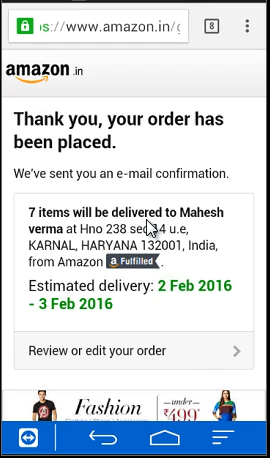 s://www.amazon.in/g
8
amazon.in
Thank you, your order has
been placed.
We've sent you an e-mail confirmation.
7 items will be delivered to Mahesh
verma at Hno 238 sec 14 u.e,
KARNAL, HARYANA 132001, India,
from Amazon a Fulfilled.
Estimated delivery: 2 Feb 2016
- 3 Feb 2016
Review or edit your order
Fashion
under
₹499*